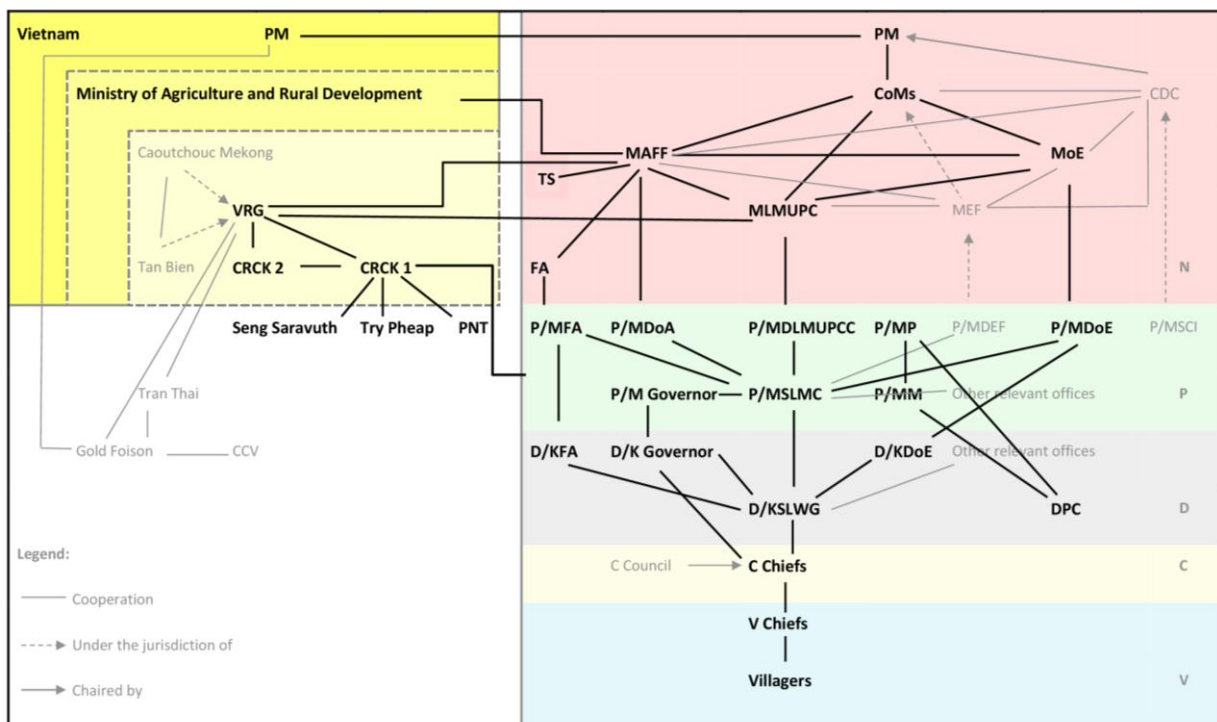 Vietnam
PM
PM
Ministry of Agriculture and Rural Development
CoMs
CDC
Caoutchouc Mekong
MAFF
MoE
TS
VRG
MLMUPC
MEF
Tan Bien
CRCK 2
CRCK 1
FA
N
Seng Saravuth
Try Pheap
PNT
P/MFA
P/MDoA
P/MDLMUPCC
P/MP
P/MDEF
P/MDoE
P/MSCI
Tran Thai
P/M Governor
P/MSLMC
P/MM
Other relevant offices
P
Gold Foison
CCV
D/KFA
D/K Governor
D/KDoE
Other relevant offices
D/KSLWG
DPC
D
Legend:
C Council
C Chiefs
C
Cooperation
V Chiefs
Under the jurisdiction of
Chaired by
Villagers
V